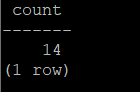 count
-------
14
(1 row)